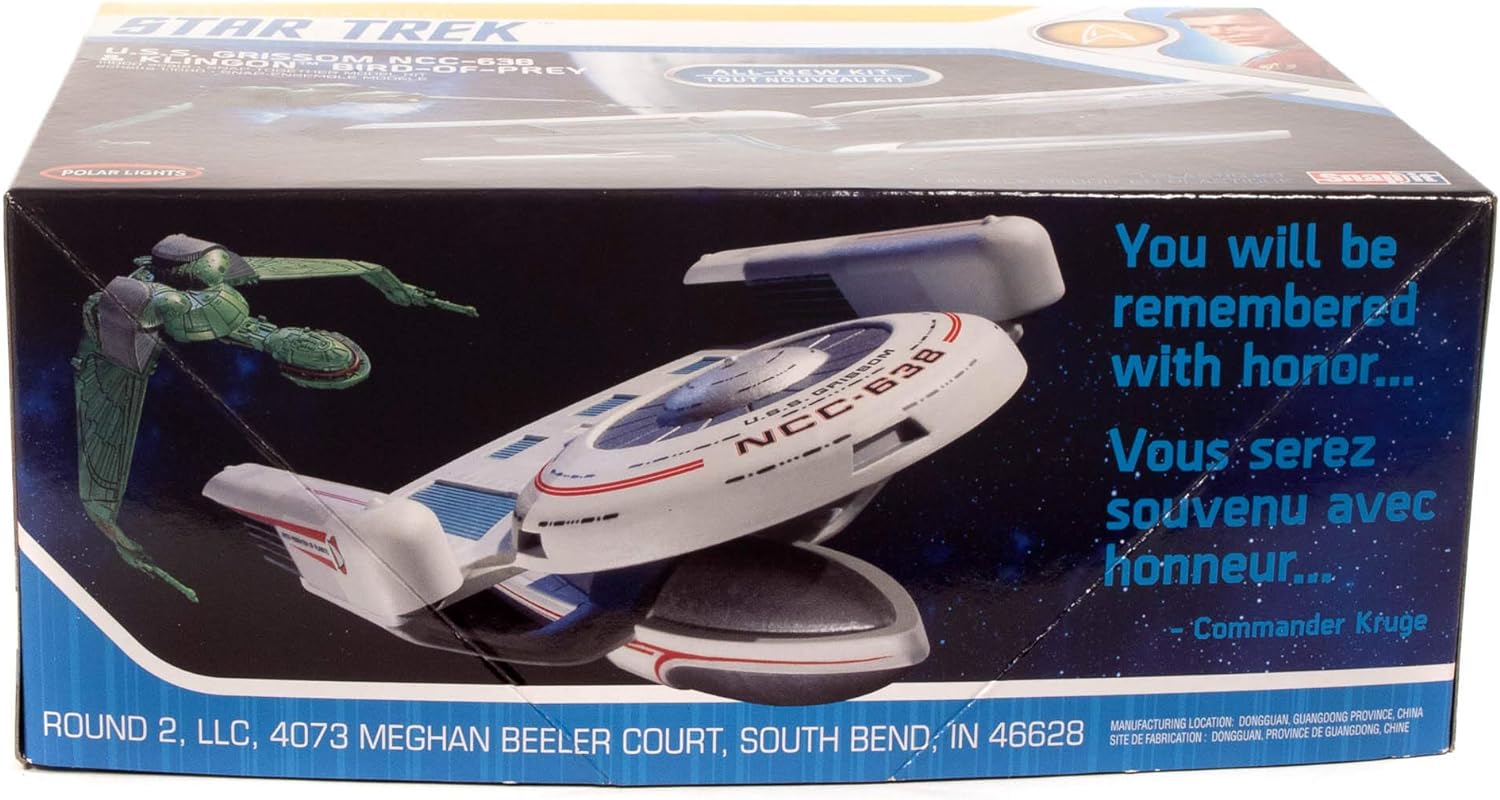 STAR TREK™
U.S.S. GRISSOM NCC-638
& KLINGON™ BIRD-OF-PREY
ALL-NEW KIT
TOUT NOUVEAU KIT
POLAR LIGHTS
Snap it
You will be
remembered
with honor...
Vous serez
souvenu avec
honneur...
- Commander Kruge
U.S.S. GRISSOM
NCC-638
ROUND 2, LLC, 4073 MEGHAN BEELER COURT, SOUTH BEND, IN 46628
MANUFACTURING LOCATION: DONGGUAN, GUANGDONG PROVINCE, CHINA
SITE DE FABRICATION : DONGGUAN, PROVINCE DE GUANGDONG, CHINE